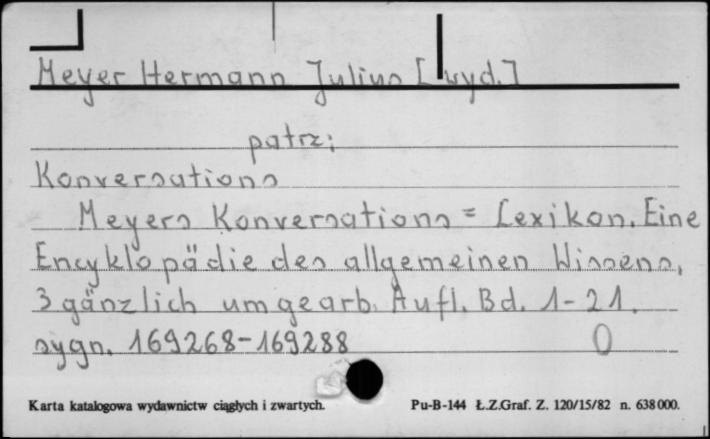 Meyer Hermann Julius [wyd.]
patrz:
Konversations
Meyers Konversations = Lexikon. Eine
Encyklopädie des allgemeinen Wissens,
3 gänzlich umgearb. Aufl. Bd. 1-21.
sygn. 169268-169288 0
Karta katalogowa wydawnictw ciągłych i zwartych. Pu-B-144 Ł.Z.Graf. Z. 120/15/82 n. 638000.